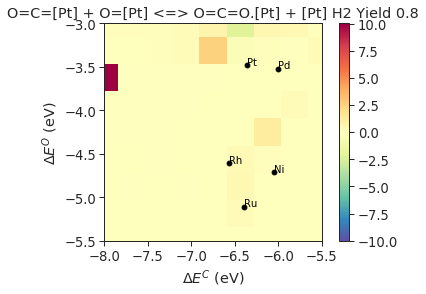 O=C=[Pt] + O=[Pt] <=> O=C=O.[Pt] + [Pt] H2 Yield 0.8
−3.0
−3.5
−4.0
−4.5
−5.0
−5.5
ΔE^O (eV)
Pt
Pd
Rh
Ni
Ru
−8.0 −7.5 −7.0 −6.5 −6.0 −5.5
ΔE^C (eV)
10.0
7.5
5.0
2.5
0.0
−2.5
−5.0
−7.5
−10.0